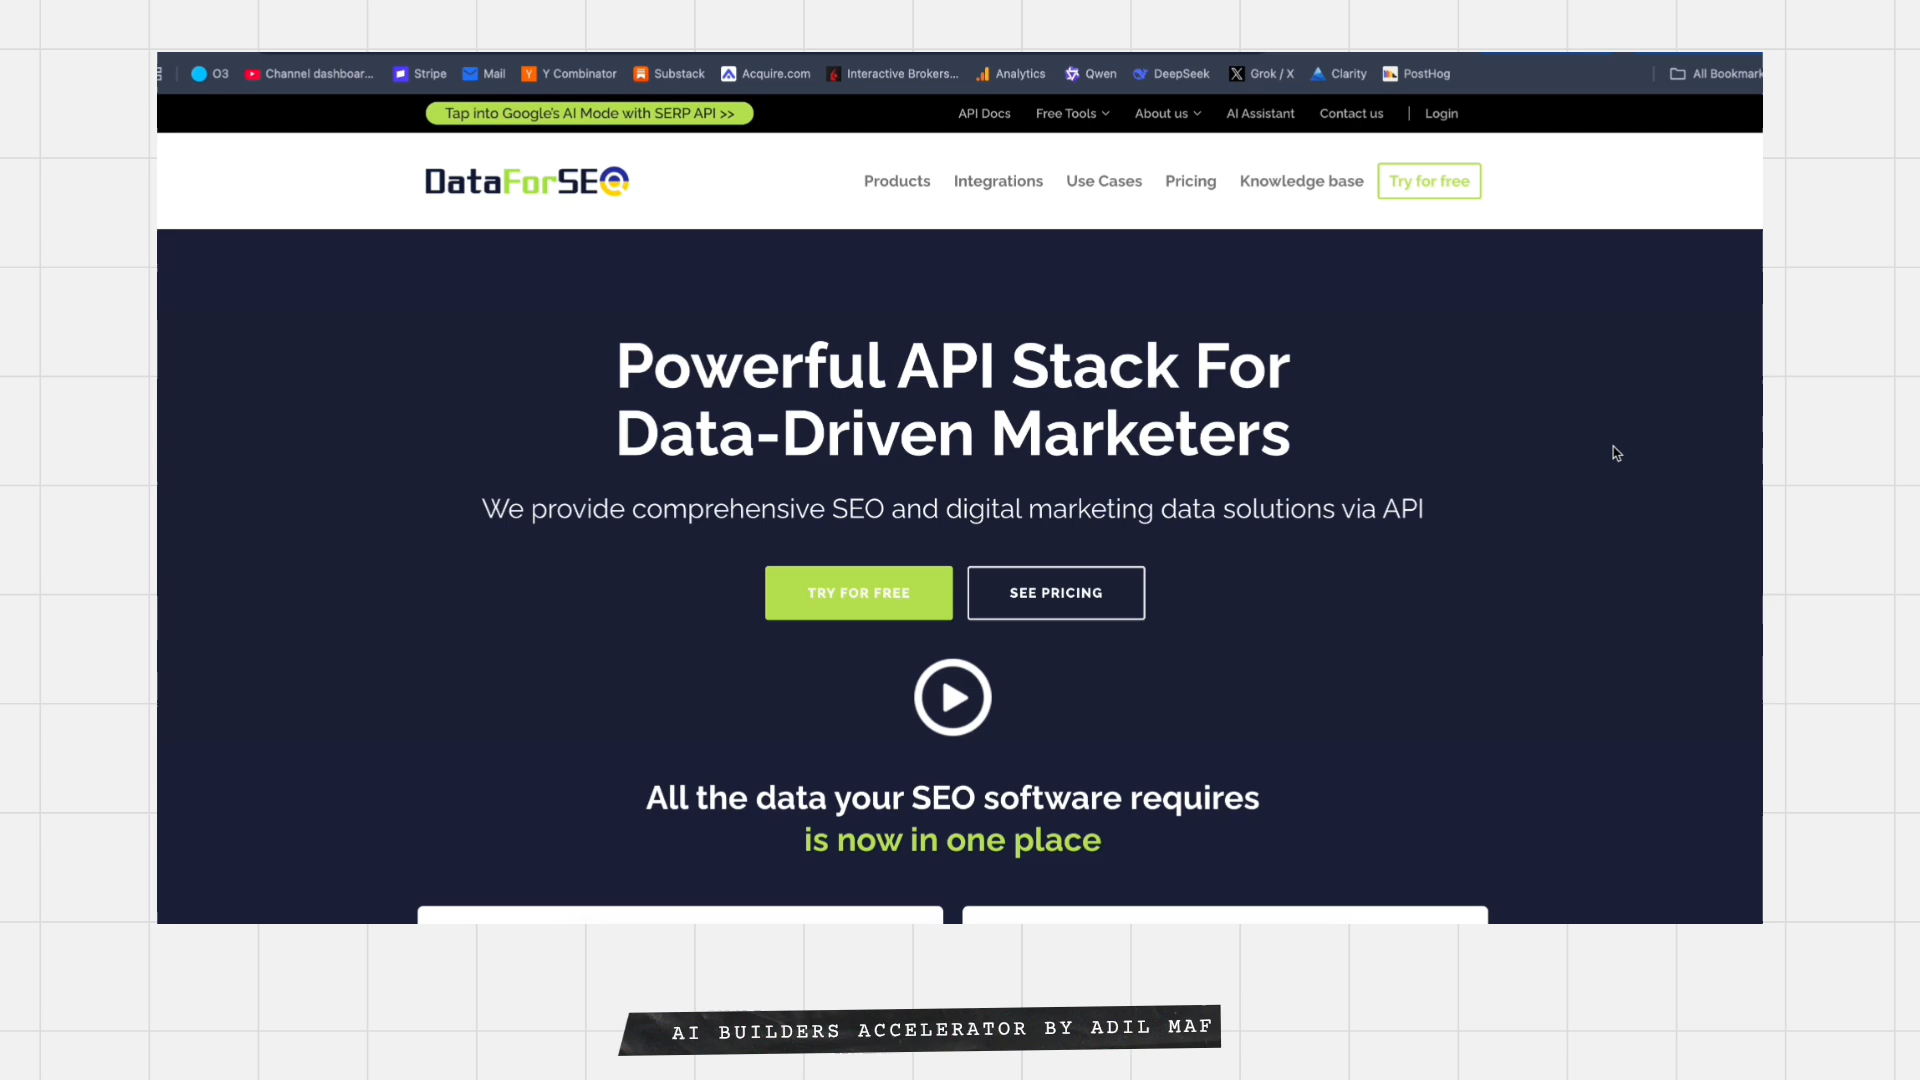 O3 Channel dashboar... Stripe Mail Y Combinator Substack Acquire.com Interactive Brokers... Analytics Qwen DeepSeek Grok / X Clarity PostHog All Bookmark
Tap into Google's AI Mode with SERP API >> API Docs Free Tools About us AI Assistant Contact us | Login
DataForSEO Products Integrations Use Cases Pricing Knowledge base Try for free
Powerful API Stack For
Data-Driven Marketers
We provide comprehensive SEO and digital marketing data solutions via API
TRY FOR FREE SEE PRICING
All the data your SEO software requires
is now in one place
AI BUILDERS ACCELERATOR BY ADIL MAF